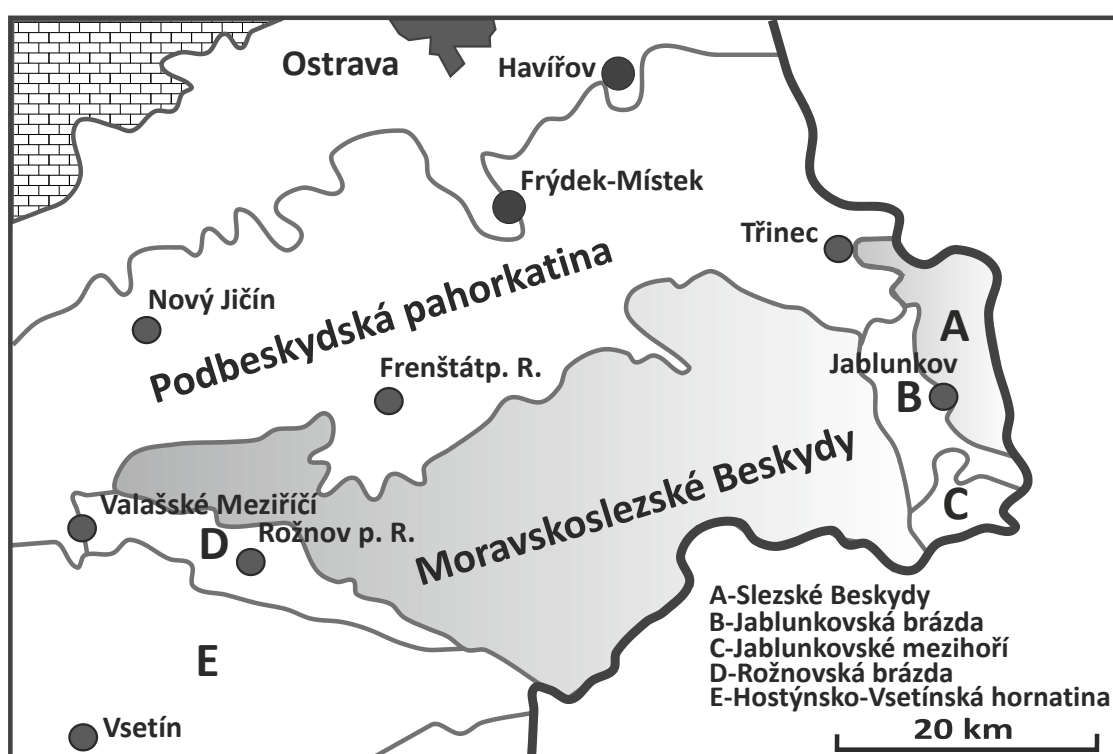 Ostrava
Havířov
Frýdek-Místek
Třinec
Nový Jičín
Podbeskydská pahorkatina
A
Frenštátp. R.
Jablunkov
B
Moravskoslezské Beskydy
Valašské Meziříčí
C
D
Rožnov p. R.
E
Vsetín
A-Slezské Beskydy
B-Jablunkovská brázda
C-Jablunkovské mezihoří
D-Rožnovská brázda
E-Hostýnsko-Vsetínská hornatina
20 km